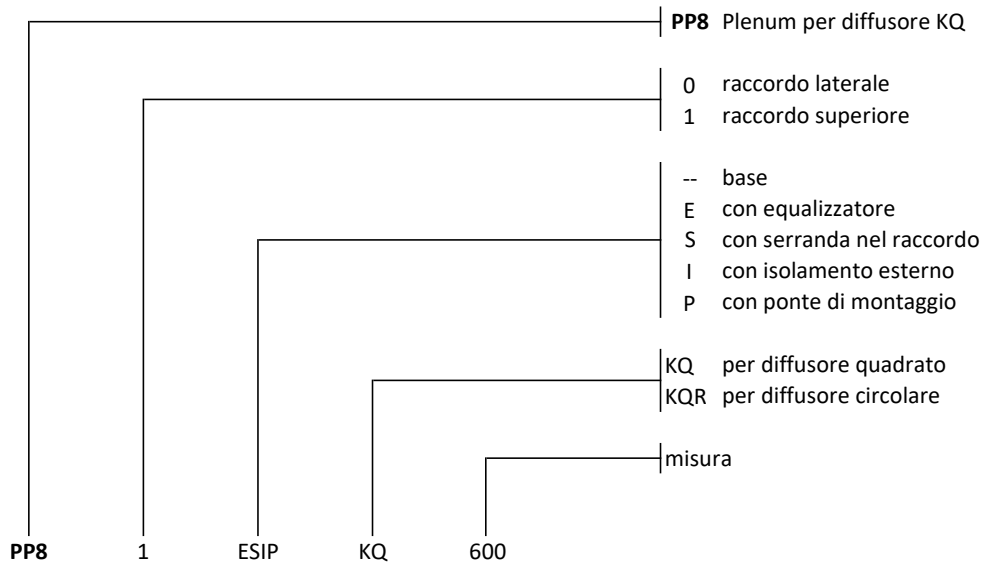 PP8 Plenum per diffusore KQ
0 raccordo laterale
1 raccordo superiore
-- base
E con equalizzatore
S con serranda nel raccordo
I con isolamento esterno
P con ponte di montaggio
KQ per diffusore quadrato
KQR per diffusore circolare
misura
PP8 1 ESIP KQ 600